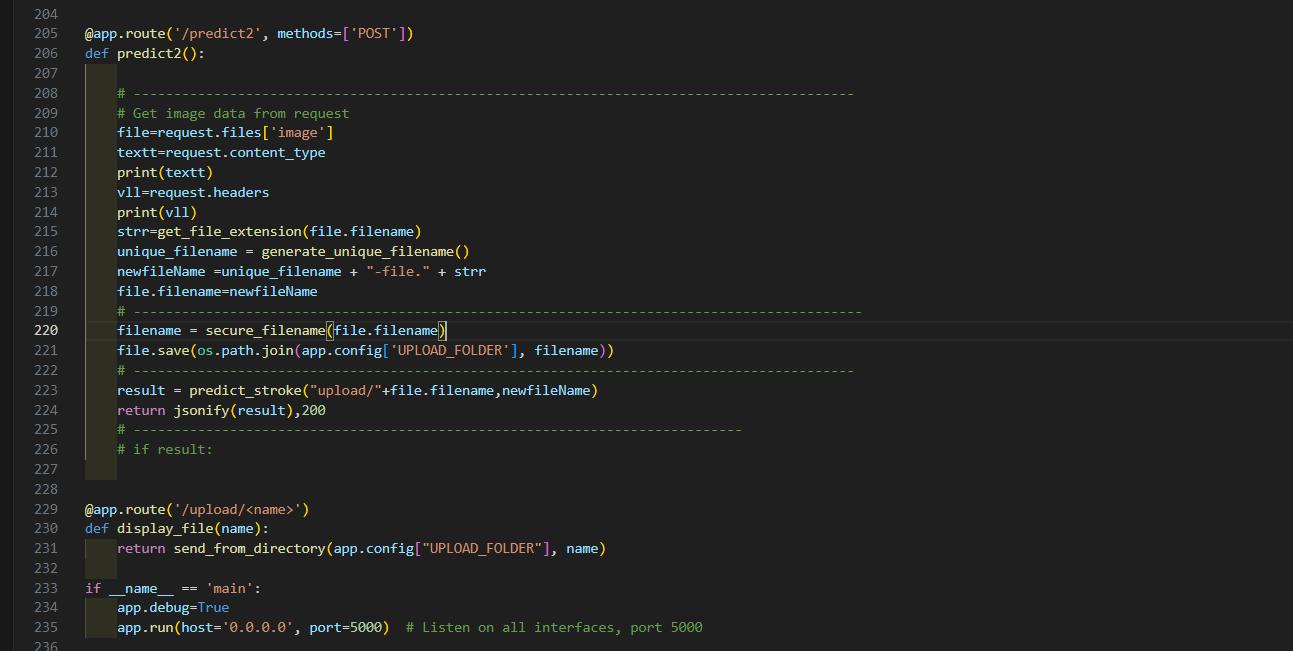 204
205 @app.route('/predict2', methods=['POST'])
206 def predict2():
207
208     # ------------------------------------------------------------------------------------------
209     # Get image data from request
210     file=request.files['image']
211     textt=request.content_type
212     print(textt)
213     vll=request.headers
214     print(vll)
215     strr=get_file_extension(file.filename)
216     unique_filename = generate_unique_filename()
217     newfileName =unique_filename + "-file." + strr
218     file.filename=newfileName
219     # -------------------------------------------------------------------------------------------
220     filename = secure_filename(file.filename)
221     file.save(os.path.join(app.config['UPLOAD_FOLDER'], filename))
222     # ------------------------------------------------------------------------------------------
223     result = predict_stroke("upload/"+file.filename,newfileName)
224     return jsonify(result),200
225     # ----------------------------------------------------------------------------
226     # if result:
227
228
229 @app.route('/upload/<name>')
230 def display_file(name):
231     return send_from_directory(app.config["UPLOAD_FOLDER"], name)
232
233 if __name__ == 'main':
234     app.debug=True
235     app.run(host='0.0.0.0', port=5000)  # Listen on all interfaces, port 5000
236